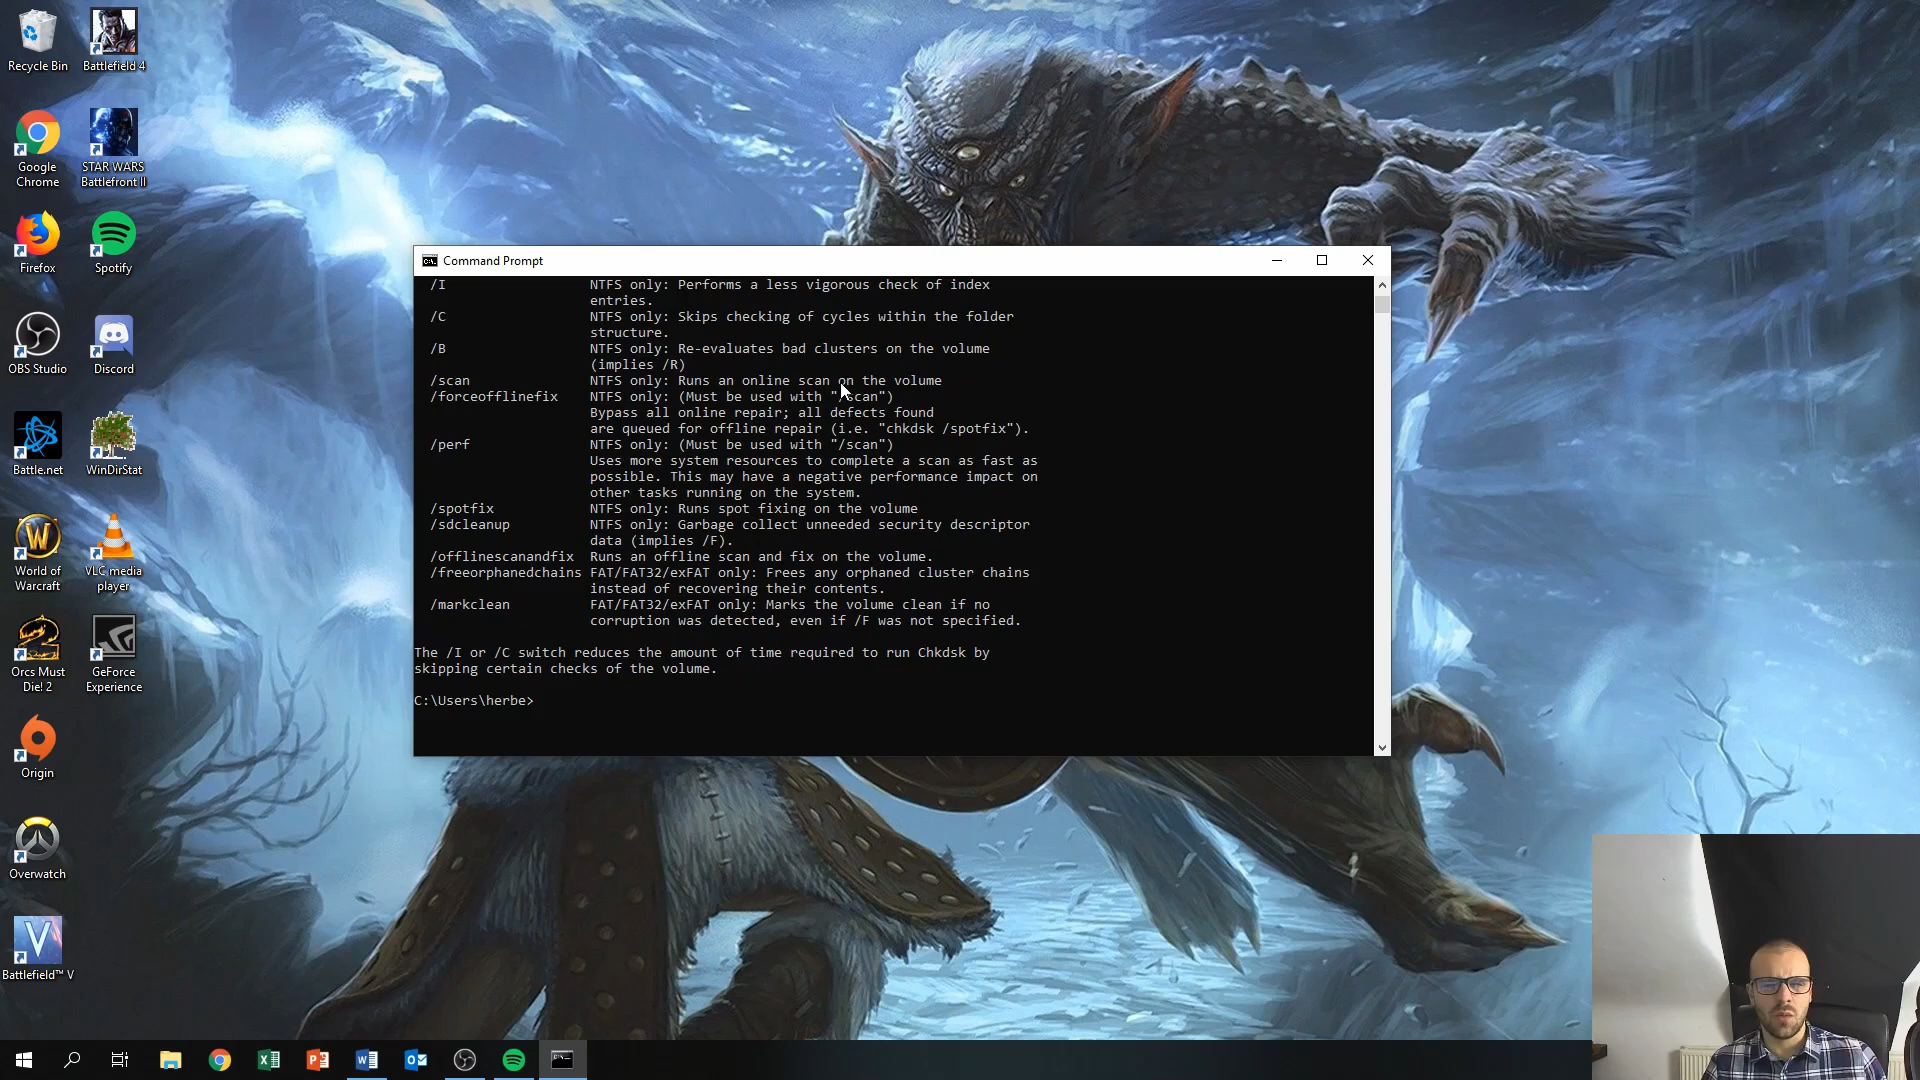 Recycle Bin
Battlefield 4
Google
Chrome
STAR WARS
Battlefront II
Firefox
Spotify
OBS Studio
Discord
Battle.net
WinDirStat
World of
Warcraft
VLC media
player
Orcs Must
Die! 2
GeForce
Experience
Origin
Overwatch
Battlefield™ V
Command Prompt
/I NTFS only: Performs a less vigorous check of index
entries.
/C NTFS only: Skips checking of cycles within the folder
structure.
/B NTFS only: Re-evaluates bad clusters on the volume
(implies /R)
/scan NTFS only: Runs an online scan on the volume
/forceofflinefix NTFS only: (Must be used with "/scan")
Bypass all online repair; all defects found
are queued for offline repair (i.e. "chkdsk /spotfix").
/perf NTFS only: (Must be used with "/scan")
Uses more system resources to complete a scan as fast as
possible. This may have a negative performance impact on
other tasks running on the system.
/spotfix NTFS only: Runs spot fixing on the volume
/sdcleanup NTFS only: Garbage collect unneeded security descriptor
data (implies /F).
/offlinescanandfix Runs an offline scan and fix on the volume.
/freeorphanedchains FAT/FAT32/exFAT only: Frees any orphaned cluster chains
instead of recovering their contents.
/markclean FAT/FAT32/exFAT only: Marks the volume clean if no
corruption was detected, even if /F was not specified.
The /I or /C switch reduces the amount of time required to run Chkdsk by
skipping certain checks of the volume.
C:\Users\herbe>